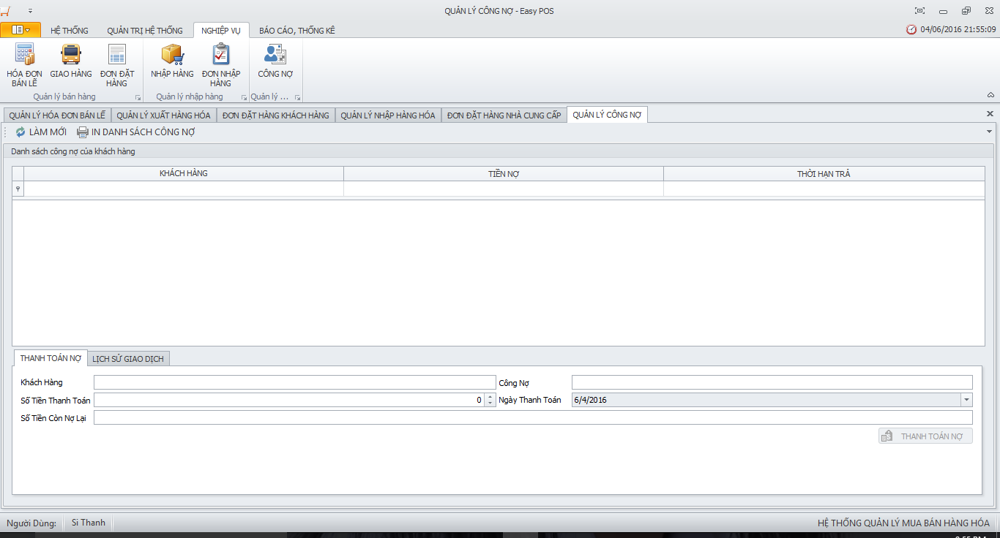 QUẢN LÝ CÔNG NỢ - Easy POS
HỆ THỐNG QUẢN TRỊ HỆ THỐNG NGHIỆP VỤ BÁO CÁO, THỐNG KÊ 04/06/2016 21:55:09
HÓA ĐƠN BÁN LẺ
GIAO HÀNG
ĐƠN ĐẶT HÀNG
NHẬP HÀNG
ĐƠN NHẬP HÀNG
CÔNG NỢ
Quản lý bán hàng Quản lý nhập hàng Quản lý ...
QUẢN LÝ HÓA ĐƠN BÁN LẺ QUẢN LÝ XUẤT HÀNG HÓA ĐƠN ĐẶT HÀNG KHÁCH HÀNG QUẢN LÝ NHẬP HÀNG HÓA ĐƠN ĐẶT HÀNG NHÀ CUNG CẤP QUẢN LÝ CÔNG NỢ
LÀM MỚI IN DANH SÁCH CÔNG NỢ
Danh sách công nợ của khách hàng
KHÁCH HÀNG TIỀN NỢ THỜI HẠN TRẢ
THANH TOÁN NỢ LỊCH SỬ GIAO DỊCH
Khách Hàng Công Nợ
Số Tiền Thanh Toán 0 Ngày Thanh Toán 6/4/2016
Số Tiền Còn Nợ Lại
THANH TOÁN NỢ
Người Dùng: Si Thanh HỆ THỐNG QUẢN LÝ MUA BÁN HÀNG HÓA